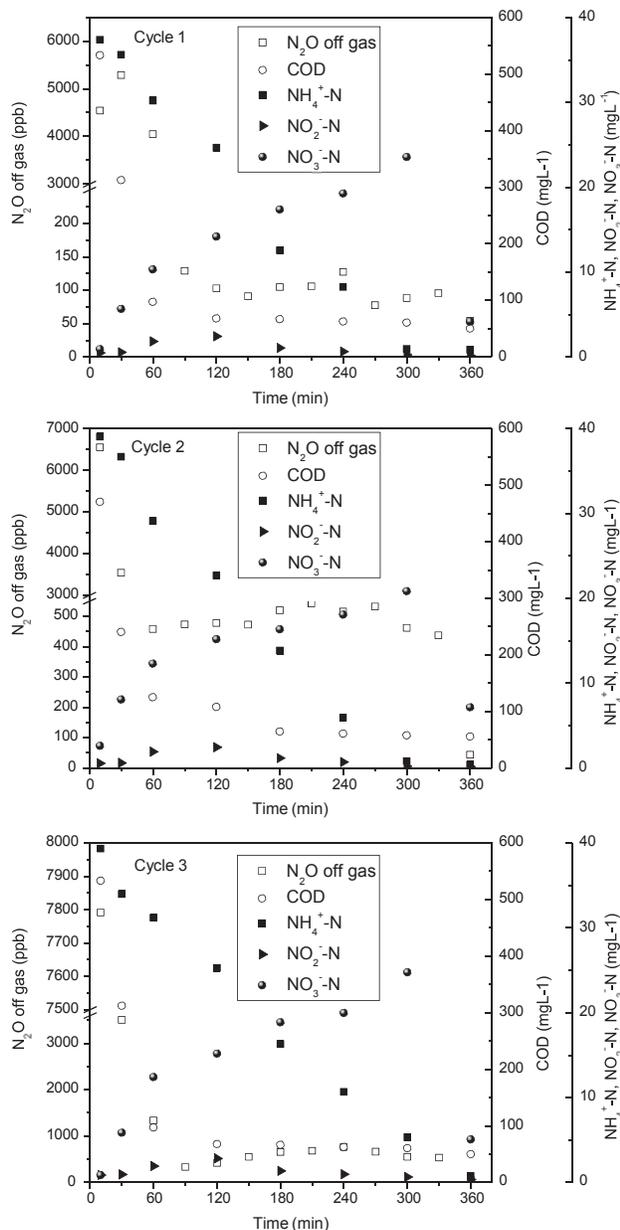 Cycle 1
N₂O off gas
COD
NH₄⁺-N
NO₂⁻-N
NO₃⁻-N
6000
5000
4000
3000
200
150
100
50
0
N₂O off gas (ppb)
600
500
400
300
200
100
0
COD (mgL-1)
40
30
20
10
0
NH₄⁺-N, NO₂⁻-N, NO₃⁻-N (mgL⁻¹)
0 60 120 180 240 300 360
Time (min)
Cycle 2
N₂O off gas
COD
NH₄⁺-N
NO₂⁻-N
NO₃⁻-N
7000
6000
5000
4000
3000
500
400
300
200
100
0
N₂O off gas (ppb)
600
500
400
300
200
100
0
COD (mgL-1)
40
30
20
10
0
NH₄⁺-N, NO₂⁻-N, NO₃⁻-N (mgL-1)
0 60 120 180 240 300 360
Time (min)
Cycle 3
N₂O off gas
COD
NH₄⁺-N
NO₂⁻-N
NO₃⁻-N
8000
7900
7800
7600
7500
3000
2000
1000
0
N₂O off gas (ppb)
600
500
400
300
200
100
0
COD (mgL-1)
40
30
20
10
0
NH₄⁺-N, NO₂⁻-N, NO₃⁻-N (mgL-1)
0 60 120 180 240 300 360
Time (min)